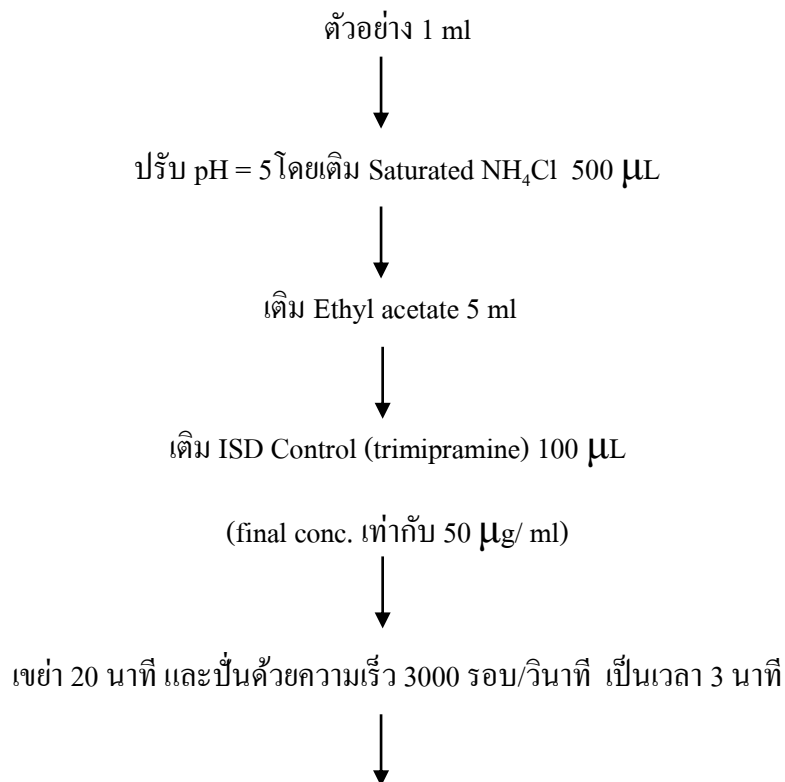 ตัวอย่าง 1 ml
ปรับ pH = 5 โดยเติม Saturated NH₄Cl 500 μL
เติม Ethyl acetate 5 ml
เติม ISD Control (trimipramine) 100 μL
(final conc. เท่ากับ 50 μg/ ml)
เขย่า 20 นาที และปั่นด้วยความเร็ว 3000 รอบ/วินาที เป็นเวลา 3 นาที